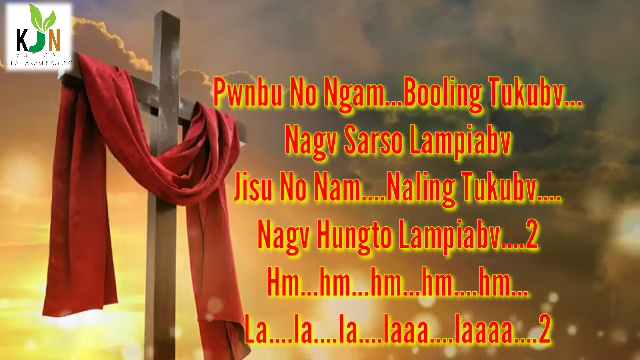 KJN
Pwnbu No Ngam...Booling Tukubv...
Nagv Sarso Lampiabv
Jisu No Nam....Naling Tukubv....
Nagv Hungto Lampiabv....2
Hm...hm...hm...hm....hm...
La....la....la....laaa....laaaa....2